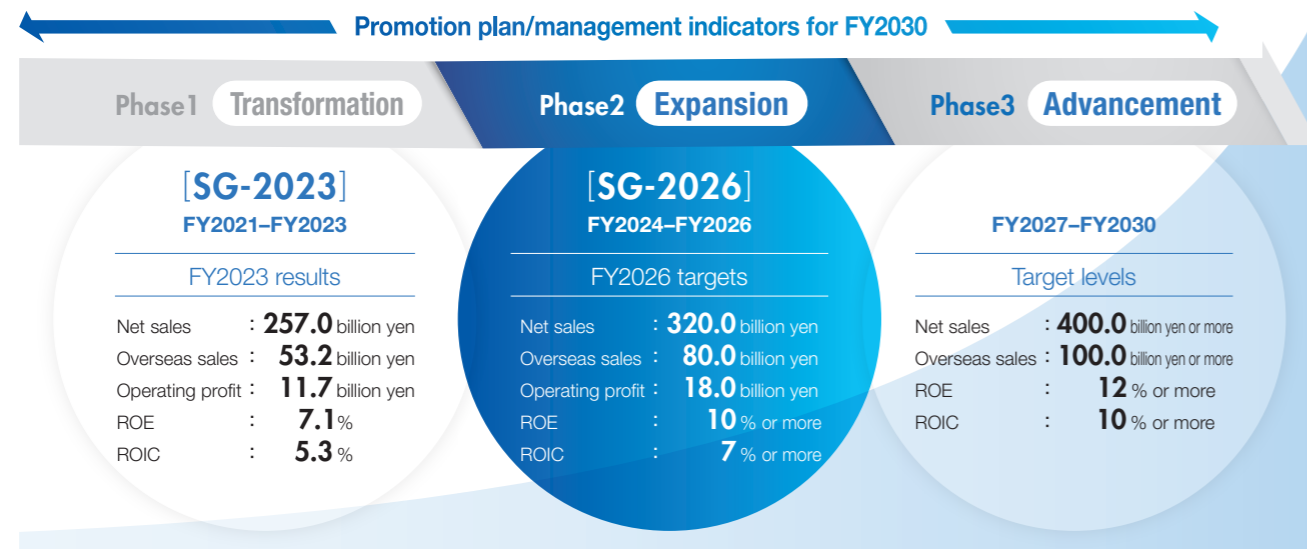 Promotion plan/management indicators for FY2030
Phase1 Transformation
[SG-2023]
FY2021–FY2023
FY2023 results
Net sales : 257.0 billion yen
Overseas sales : 53.2 billion yen
Operating profit : 11.7 billion yen
ROE : 7.1%
ROIC : 5.3 %
Phase2 Expansion
[SG-2026]
FY2024–FY2026
FY2026 targets
Net sales : 320.0 billion yen
Overseas sales : 80.0 billion yen
Operating profit : 18.0 billion yen
ROE : 10 % or more
ROIC : 7 % or more
Phase3 Advancement
FY2027–FY2030
Target levels
Net sales : 400.0 billion yen or more
Overseas sales : 100.0 billion yen or more
ROE : 12 % or more
ROIC : 10 % or more